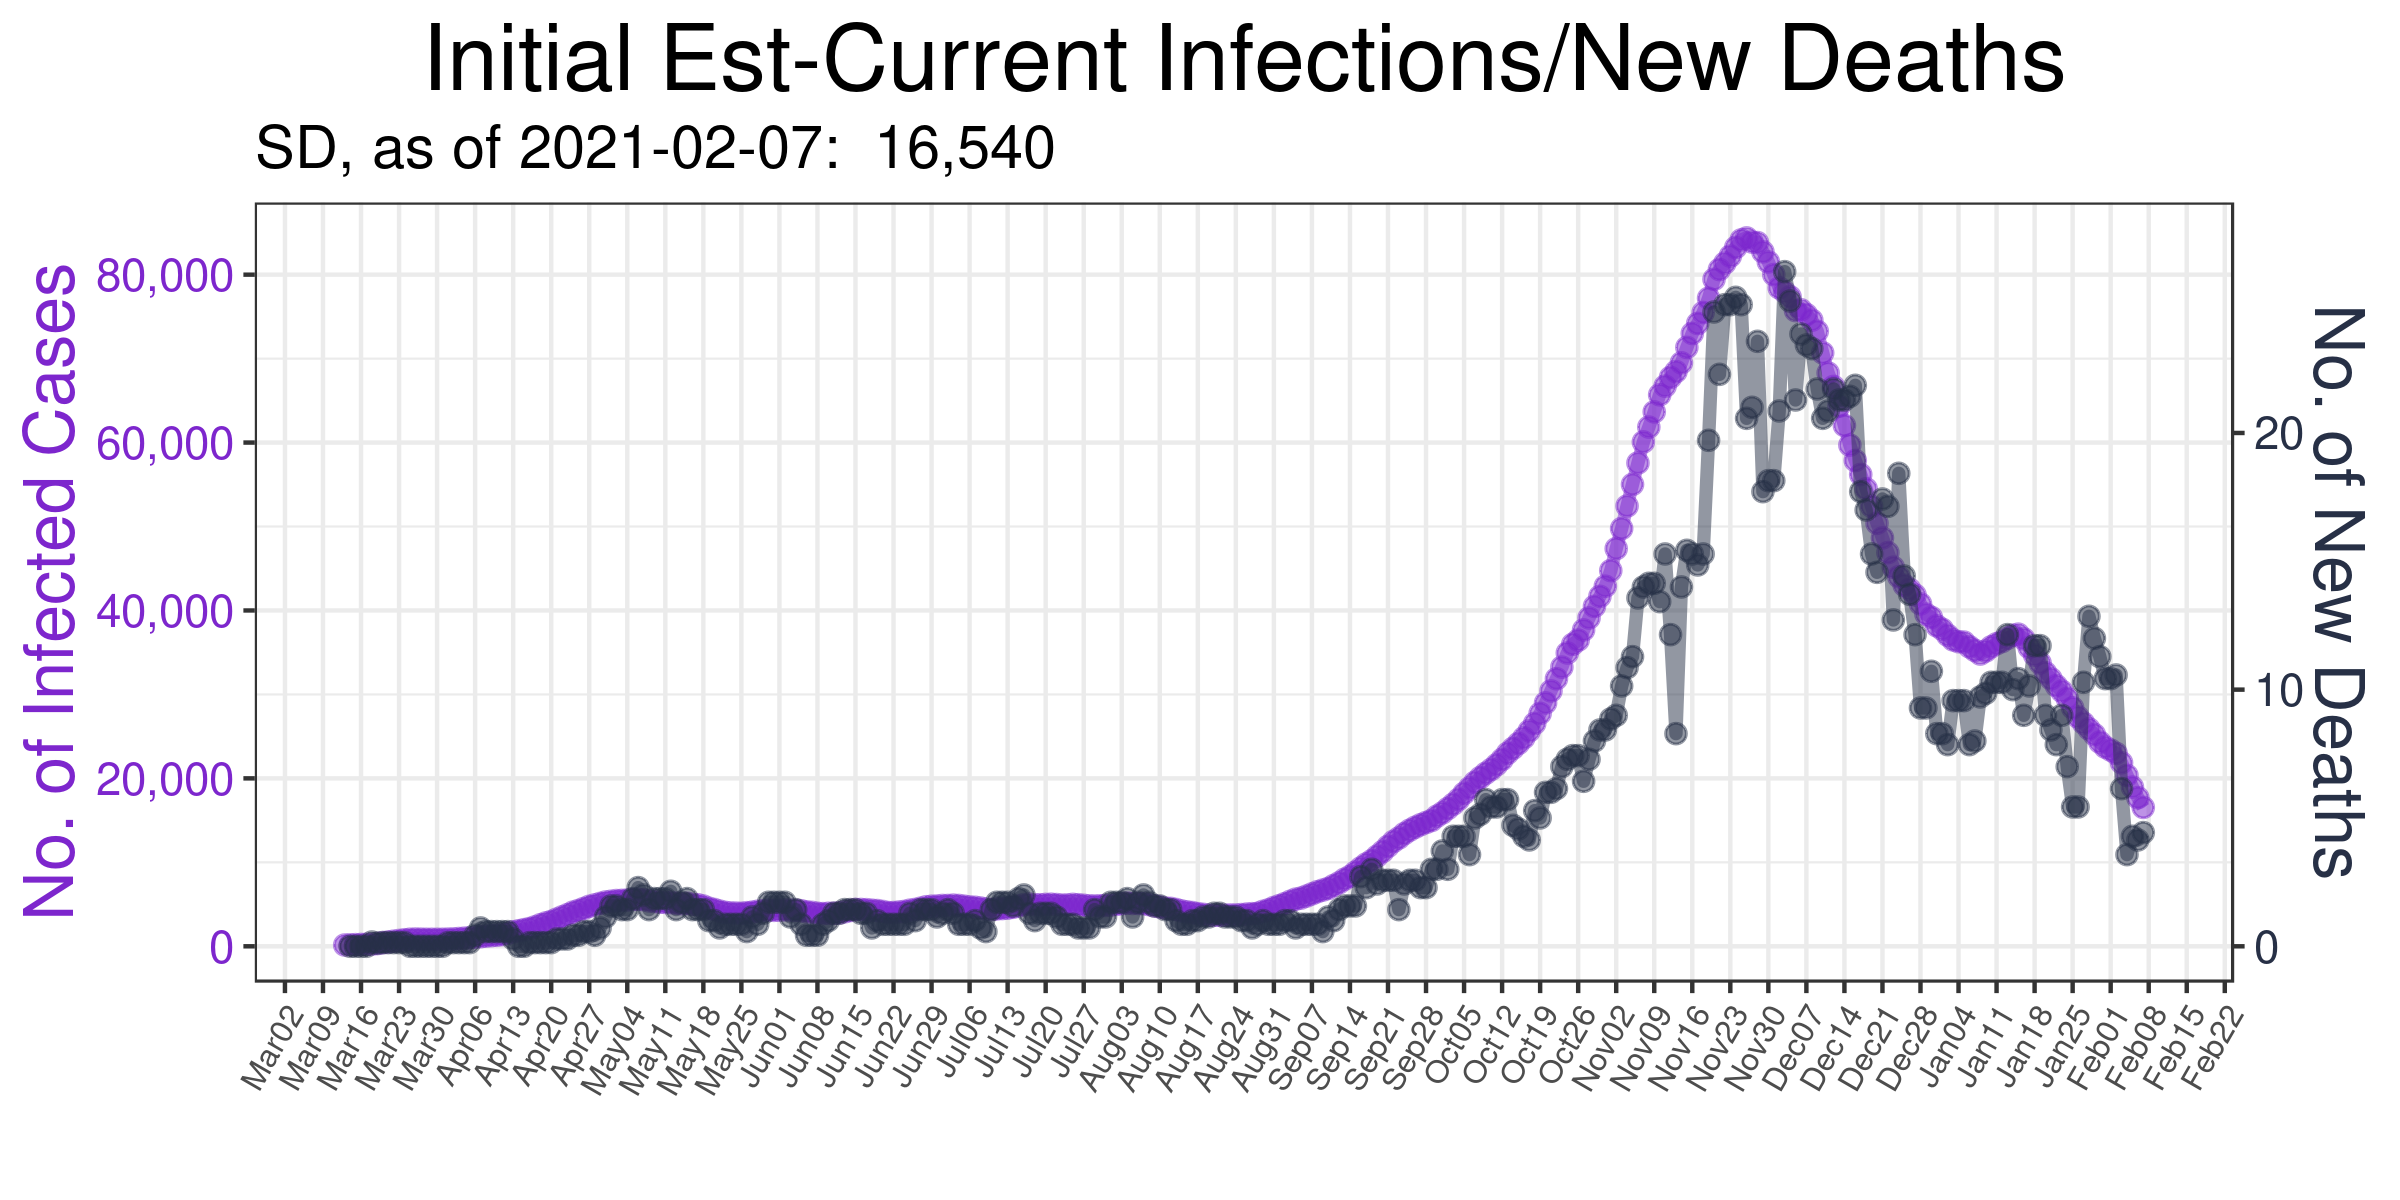 Initial Est-Current Infections/New Deaths
SD, as of 2021-02-07:  16,540
No. of Infected Cases
80,000
60,000
40,000
20,000
0
No. of New Deaths
20
10
0
Mar02
Mar09
Mar16
Mar23
Mar30
Apr06
Apr13
Apr20
Apr27
May04
May11
May18
May25
Jun01
Jun08
Jun15
Jun22
Jun29
Jul06
Jul13
Jul20
Jul27
Aug03
Aug10
Aug17
Aug24
Aug31
Sep07
Sep14
Sep21
Sep28
Oct05
Oct12
Oct19
Oct26
Nov02
Nov09
Nov16
Nov23
Nov30
Dec07
Dec14
Dec21
Dec28
Dec04
Jan11
Jan18
Jan25
Feb01
Feb08
Feb15
Feb22